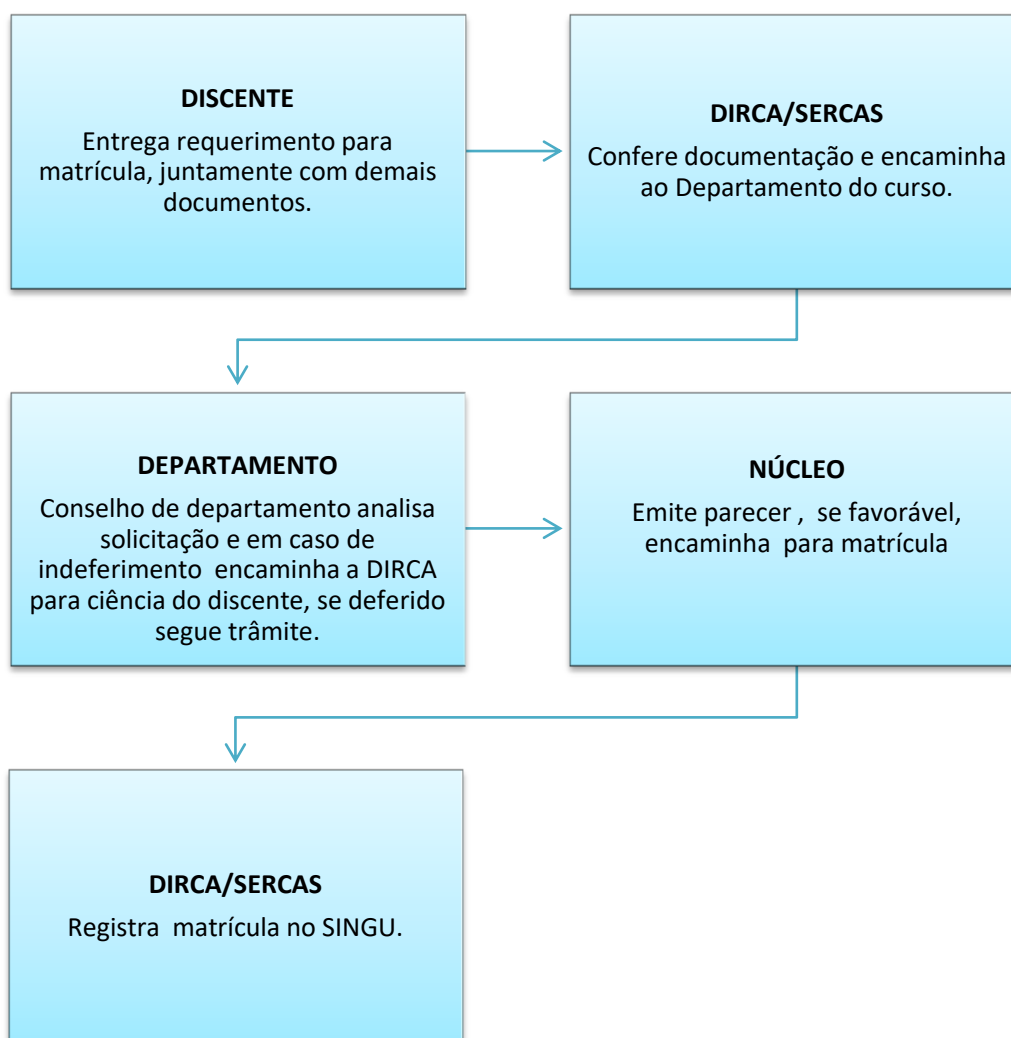 DISCENTE
Entrega requerimento para
matrícula, juntamente com demais
documentos.
DIRCA/SERCAS
Confere documentação e encaminha
ao Departamento do curso.
DEPARTAMENTO
Conselho de departamento analisa
solicitação e em caso de
indeferimento encaminha a DIRCA
para ciência do discente, se deferido
segue trâmite.
NÚCLEO
Emite parecer , se favorável,
encaminha para matrícula
DIRCA/SERCAS
Registra matrícula no SINGU.